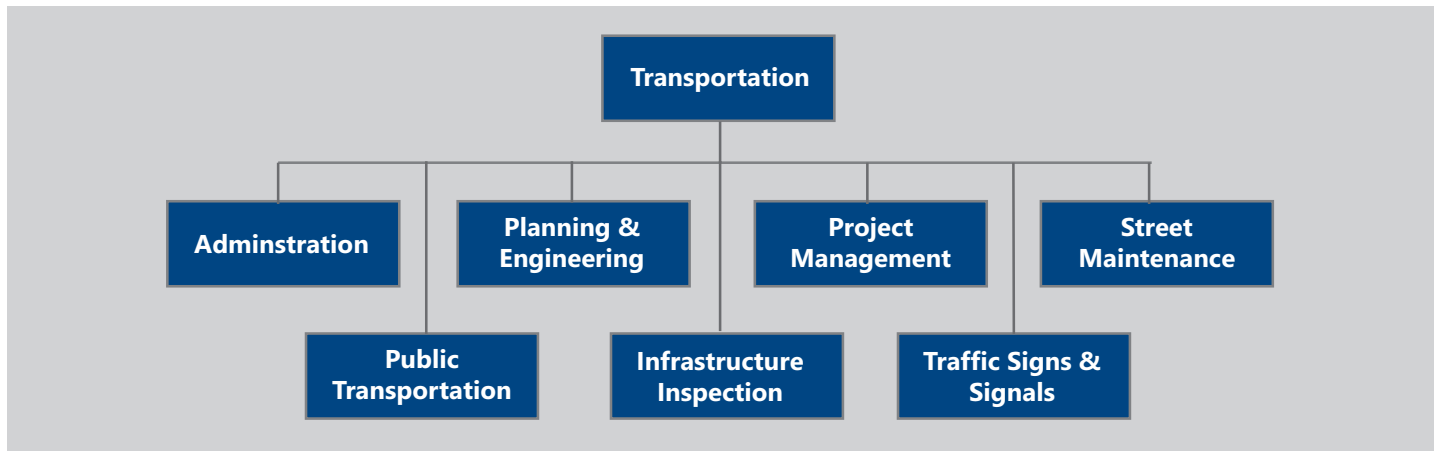 Transportation
Adminstration
Planning &
Engineering
Project
Management
Street
Maintenance
Public
Transportation
Infrastructure
Inspection
Traffic Signs &
Signals